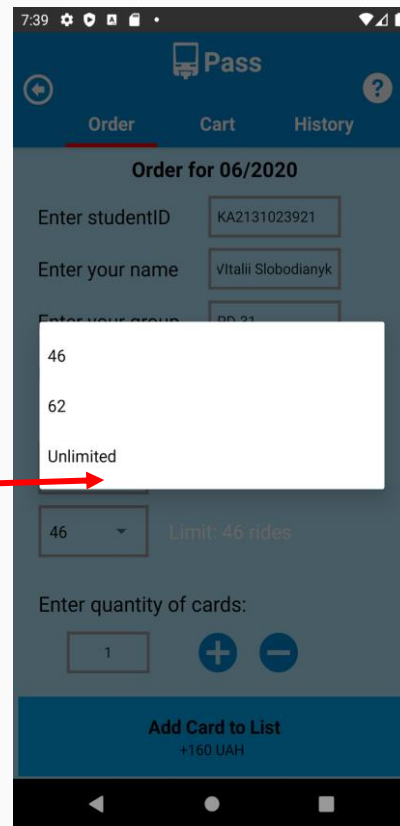 7:39
Pass
?
Order Cart History
Order for 06/2020
Enter studentID KA2131023921
Enter your name VItalii Slobodianyk
Enter your group
46
62
Unlimited
46 Limit: 46 rides
Enter quantity of cards:
1
Add Card to List
+160 UAH